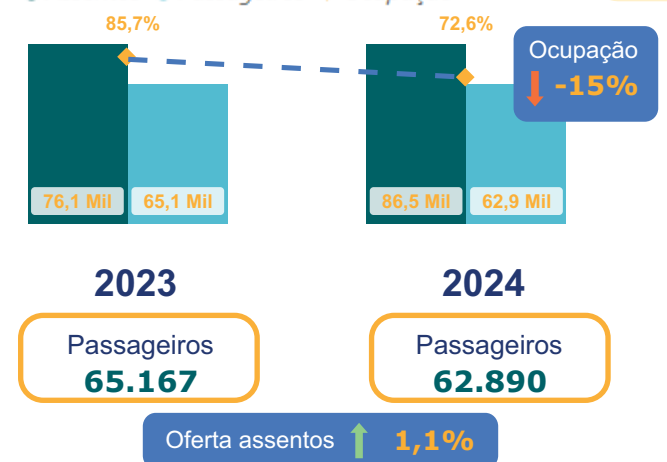 85,7%
72,6%
Ocupação
-15%
76,1 Mil
65,1 Mil
86,5 Mil
62,9 Mil
2023
2024
Passageiros
65.167
Passageiros
62.890
Oferta assentos
1,1%